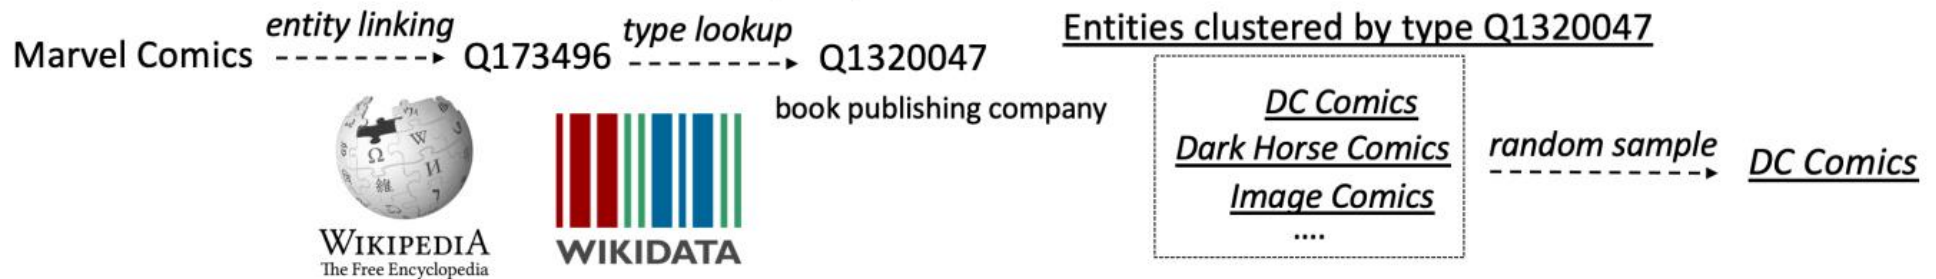 Marvel Comics entity linking Q173496 type lookup Q1320047
book publishing company
WIKIPEDIA
The Free Encyclopedia
WIKIDATA
Entities clustered by type Q1320047
DC Comics
Dark Horse Comics
Image Comics
....
random sample
DC Comics